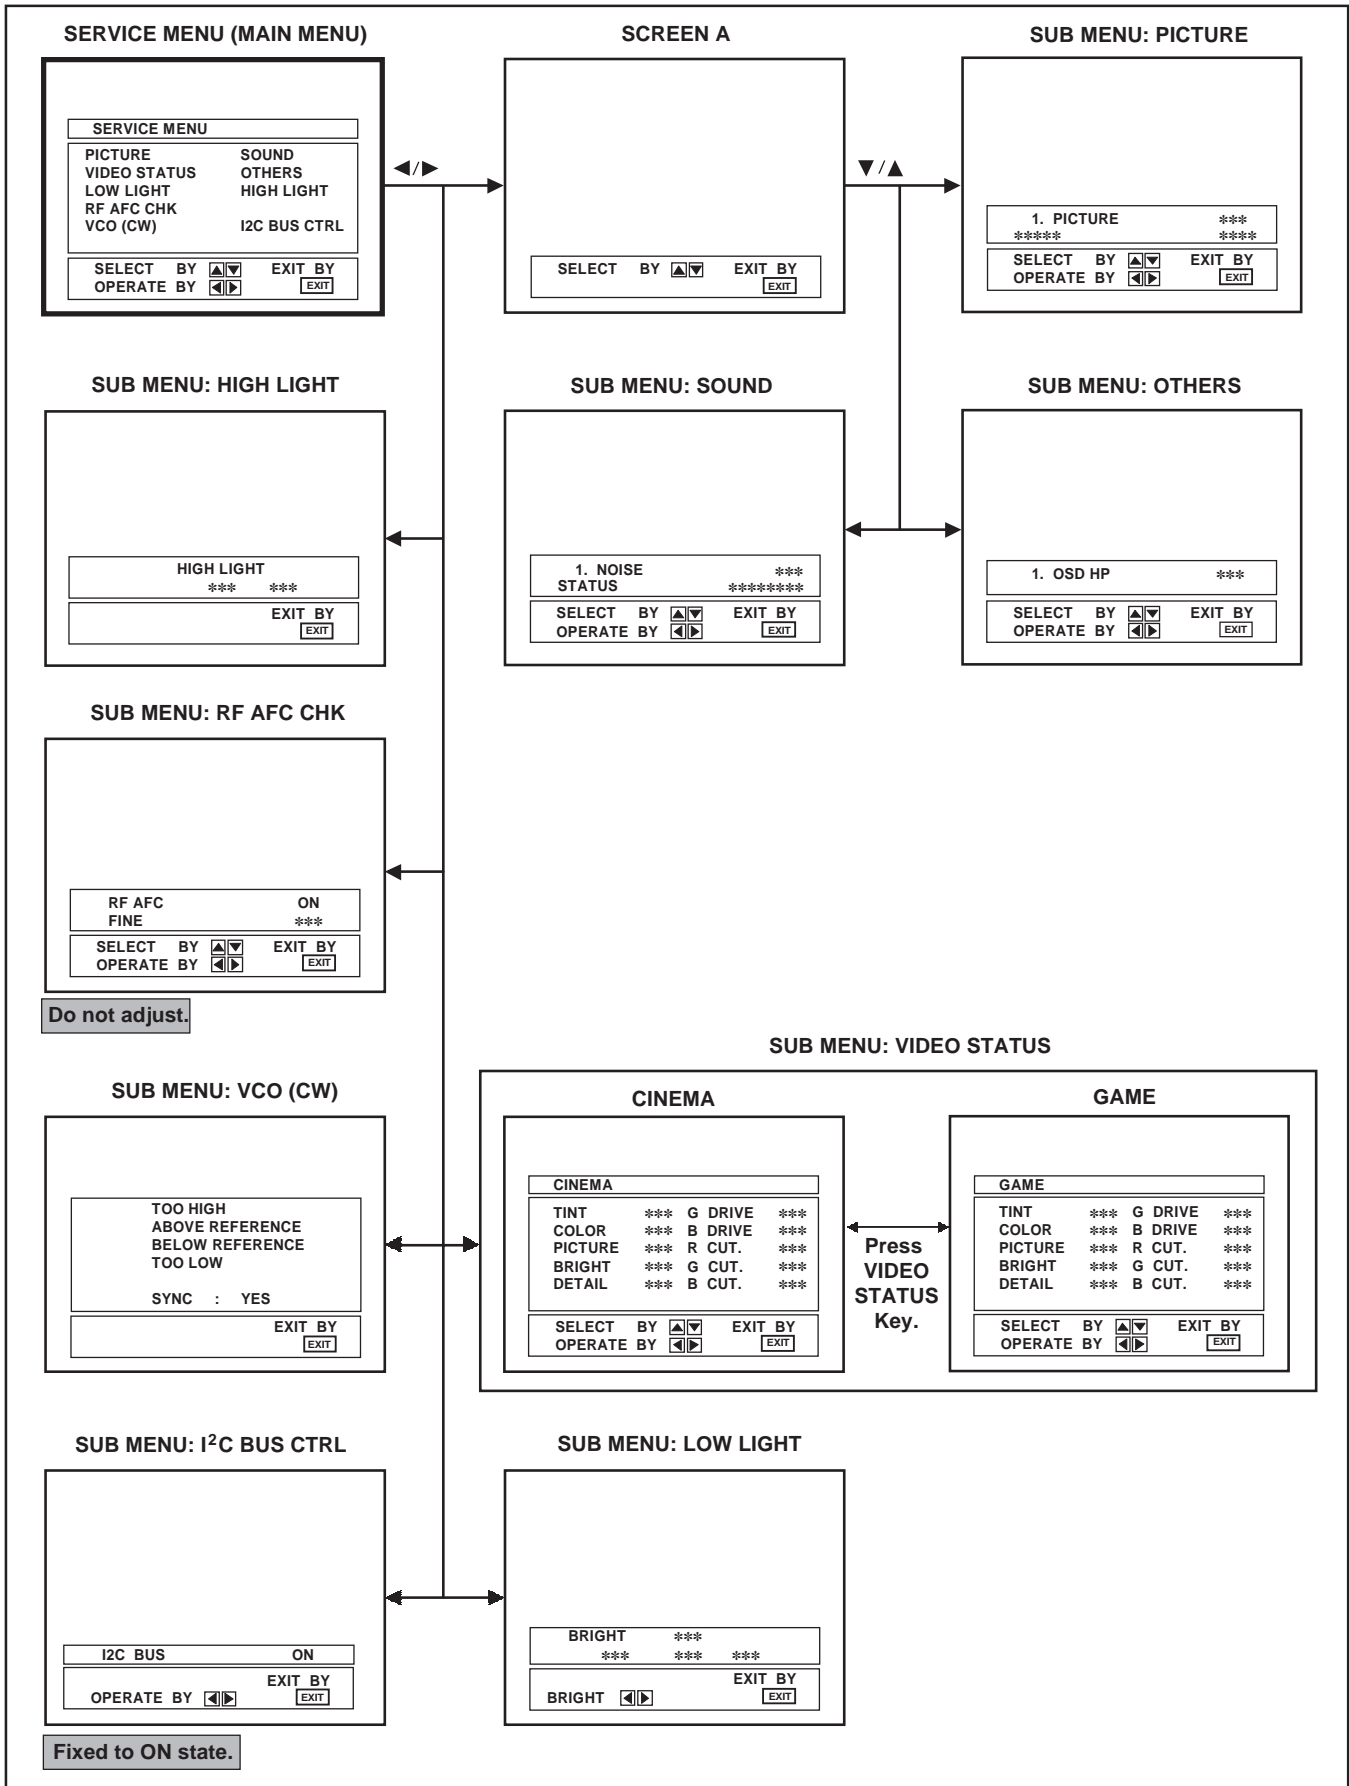 SERVICE MENU (MAIN MENU)
SERVICE MENU
PICTURE SOUND
VIDEO STATUS OTHERS
LOW LIGHT HIGH LIGHT
RF AFC CHK
VCO (CW) I2C BUS CTRL
SELECT BY ▲▼ EXIT BY
OPERATE BY ◀▶ EXIT
◀/▶
SCREEN A
SELECT BY ▲▼ EXIT BY
EXIT
▼/▲
SUB MENU: PICTURE
1. PICTURE ***
***** ****
SELECT BY ▲▼ EXIT BY
OPERATE BY ◀▶ EXIT
SUB MENU: HIGH LIGHT
HIGH LIGHT
*** ***
EXIT BY
EXIT
SUB MENU: SOUND
1. NOISE ***
STATUS ********
SELECT BY ▲▼ EXIT BY
OPERATE BY ◀▶ EXIT
SUB MENU: OTHERS
1. OSD HP ***
SELECT BY ▲▼ EXIT BY
OPERATE BY ◀▶ EXIT
SUB MENU: RF AFC CHK
RF AFC ON
FINE ***
SELECT BY ▲▼ EXIT BY
OPERATE BY ◀▶ EXIT
Do not adjust.
SUB MENU: VCO (CW)
TOO HIGH
ABOVE REFERENCE
BELOW REFERENCE
TOO LOW
SYNC : YES
EXIT BY
EXIT
SUB MENU: VIDEO STATUS
CINEMA
CINEMA
TINT *** G DRIVE ***
COLOR *** B DRIVE ***
PICTURE *** R CUT. ***
BRIGHT *** G CUT. ***
DETAIL *** B CUT. ***
SELECT BY ▲▼ EXIT BY
OPERATE BY ◀▶ EXIT
Press
VIDEO
STATUS
Key.
GAME
GAME
TINT *** G DRIVE ***
COLOR *** B DRIVE ***
PICTURE *** R CUT. ***
BRIGHT *** G CUT. ***
DETAIL *** B CUT. ***
SELECT BY ▲▼ EXIT BY
OPERATE BY ◀▶ EXIT
SUB MENU: I²C BUS CTRL
I2C BUS ON
EXIT BY
OPERATE BY ◀▶ EXIT
Fixed to ON state.
SUB MENU: LOW LIGHT
BRIGHT ***
*** *** ***
EXIT BY
BRIGHT ◀▶ EXIT